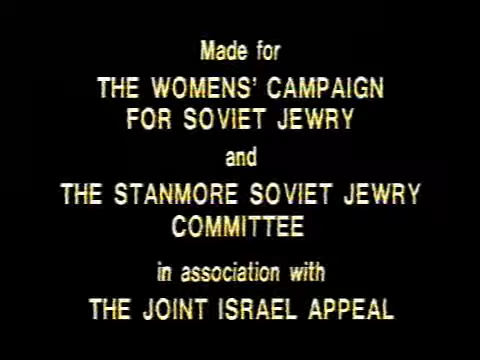 Made for
THE WOMENS' CAMPAIGN
FOR SOVIET JEWRY
and
THE STANMORE SOVIET JEWRY
COMMITTEE
in association with
THE JOINT ISRAEL APPEAL